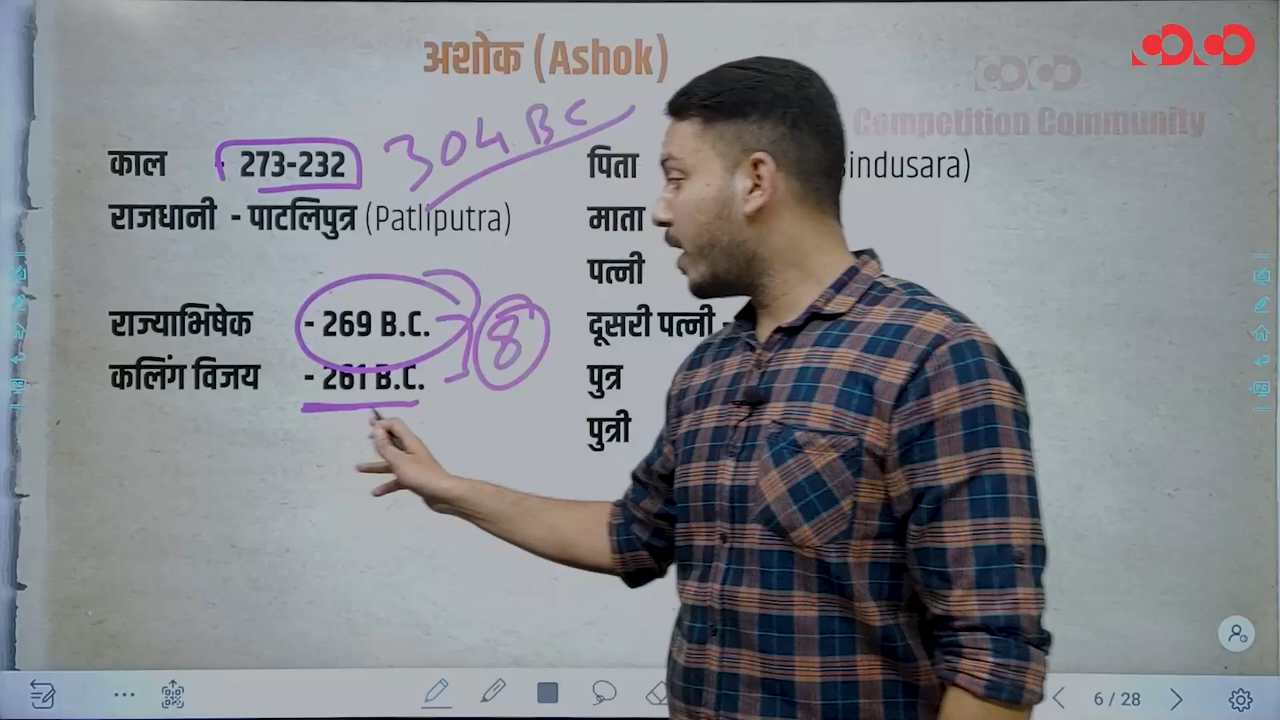 अशोक (Ashok)
Competition Community
काल - 273-232
304 BC
राजधानी - पाटलिपुत्र (Patliputra)
राज्याभिषेक - 269 B.C.
8
कलिंग विजय - 261 B.C.
पिता
Bindusara)
माता
पत्नी
दूसरी पत्नी -
पुत्र
पुत्री
6 / 28